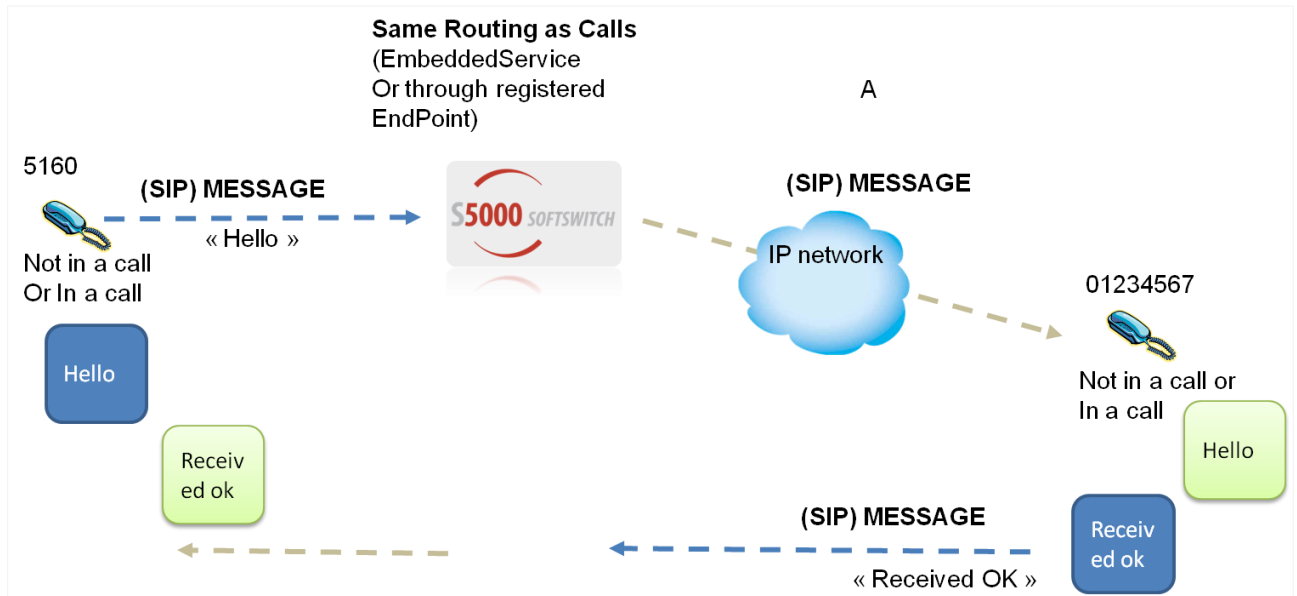 Same Routing as Calls
(EmbeddedService
Or through registered
EndPoint)
A
5160
(SIP) MESSAGE
« Hello »
Not in a call
Or In a call
S5000 SOFTSWITCH
(SIP) MESSAGE
IP network
01234567
Not in a call or
In a call
Hello
Receiv
ed ok
Hello
Receiv
ed ok
(SIP) MESSAGE
« Received OK »